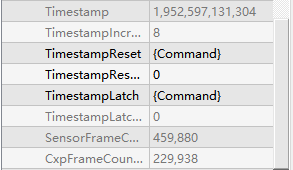 Timestamp 1,952,597,131,304
TimestampIncr... 8
TimestampReset {Command}
TimestampRes... 0
TimestampLatch {Command}
TimestampLatc... 0
SensorFrameC... 459,880
CxpFrameCoun... 229,938